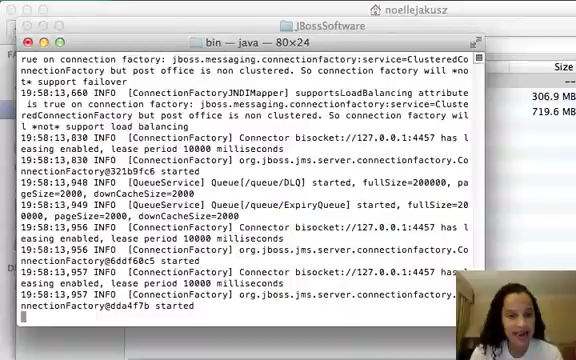 noellejakusz
JBossSoftware
bin — java — 80×24
Size
rue on connection factory: jboss.messaging.connectionfactory:service=ClusteredCo
nnectionFactory but post office is non clustered. So connection factory will *no
t* support failover
19:58:13,660 INFO  [ConnectionFactoryJNDIMapper] supportsLoadBalancing attribute
 is true on connection factory: jboss.messaging.connectionfactory:service=Cluste
redConnectionFactory but post office is non clustered. So connection factory wil
l *not* support load balancing
306.9 MB
719.6 MB
19:58:13,830 INFO  [ConnectionFactory] Connector bisocket://127.0.0.1:4457 has l
easing enabled, lease period 10000 milliseconds
19:58:13,830 INFO  [ConnectionFactory] org.jboss.jms.server.connectionfactory.Co
nnectionFactory@321b9fc6 started
19:58:13,948 INFO  [QueueService] Queue[/queue/DLQ] started, fullSize=200000, pa
geSize=2000, downCacheSize=2000
19:58:13,949 INFO  [QueueService] Queue[/queue/ExpiryQueue] started, fullSize=20
0000, pageSize=2000, downCacheSize=2000
19:58:13,956 INFO  [ConnectionFactory] Connector bisocket://127.0.0.1:4457 has l
easing enabled, lease period 10000 milliseconds
19:58:13,956 INFO  [ConnectionFactory] org.jboss.jms.server.connectionfactory.Co
nnectionFactory@6ddf60c5 started
19:58:13,957 INFO  [ConnectionFactory] Connector bisocket://127.0.0.1:4457 has l
easing enabled, lease period 10000 milliseconds
19:58:13,957 INFO  [ConnectionFactory] org.jboss.jms.server.connectionfactory.
nnectionFactory@dda4f7b started